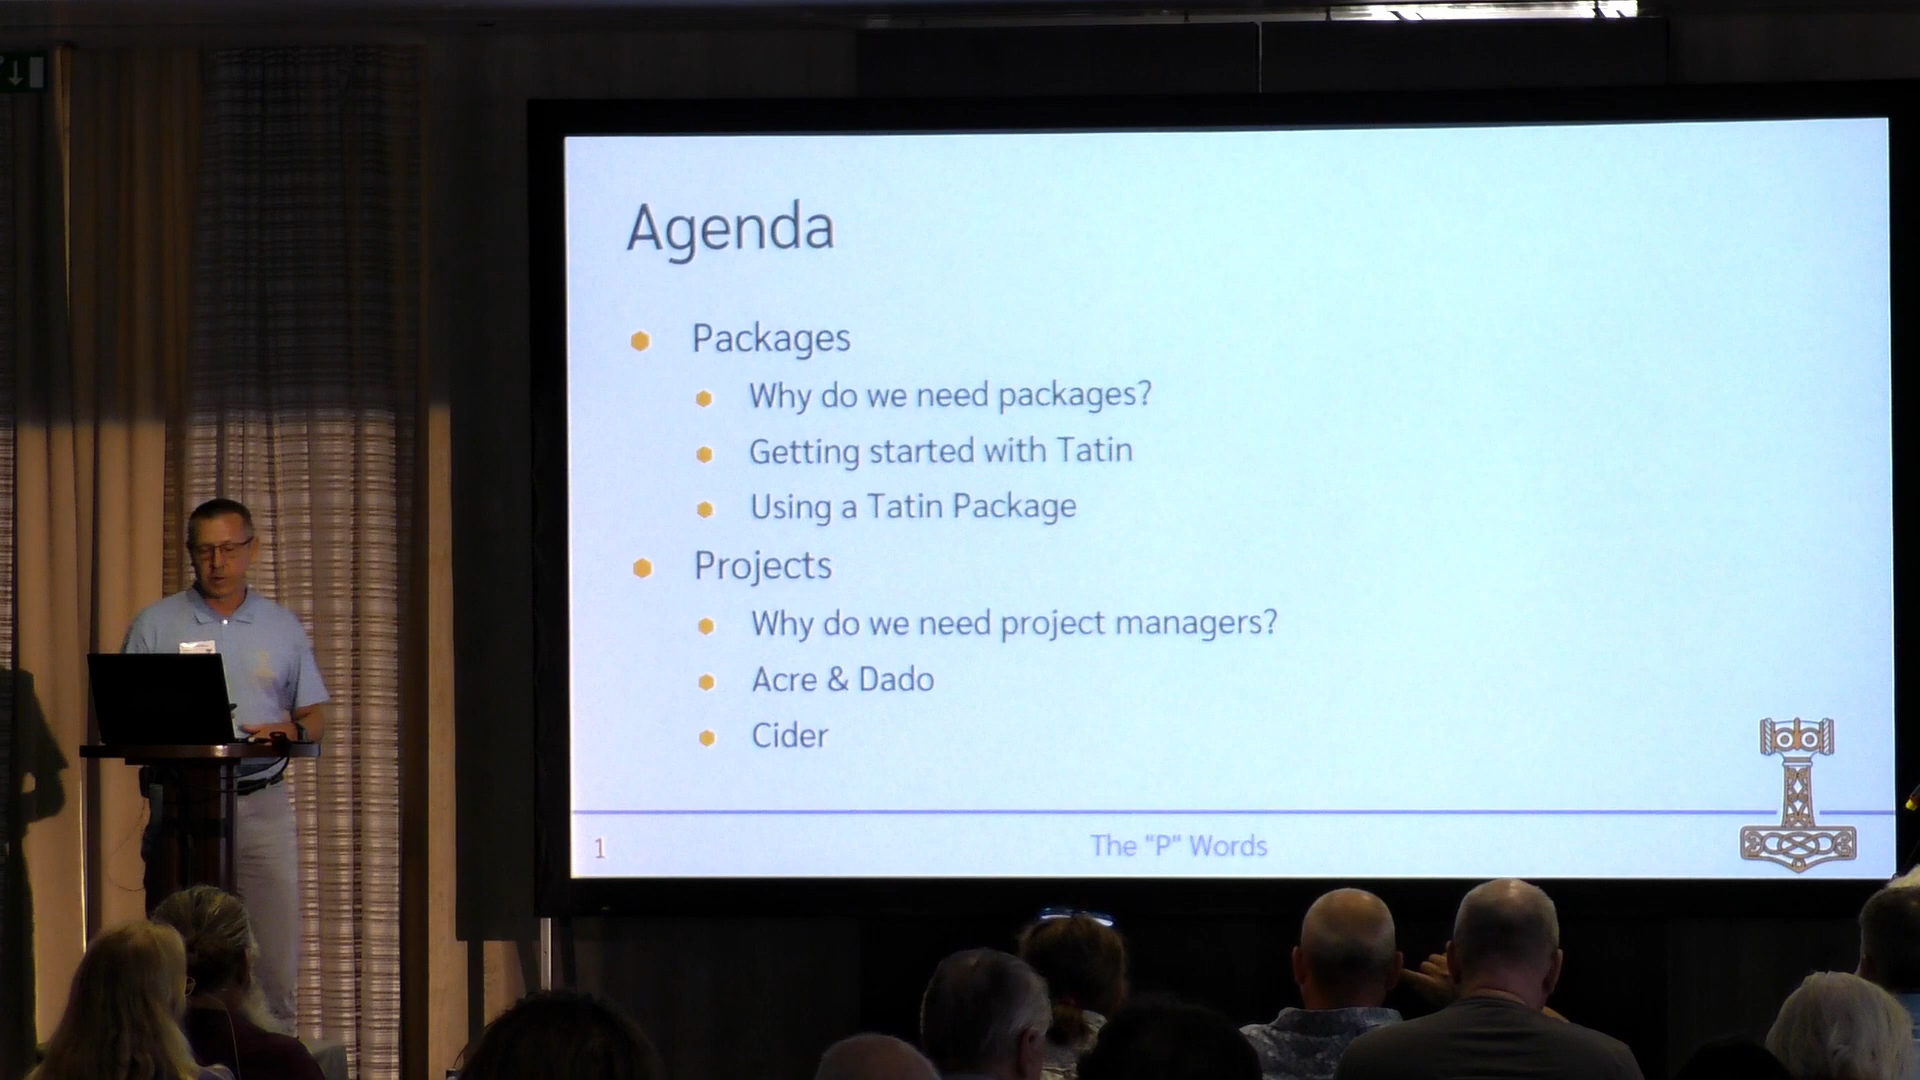 Agenda
Packages
Why do we need packages?
Getting started with Tatin
Using a Tatin Package
Projects
Why do we need project managers?
Acre & Dado
Cider
1
The "P" Words